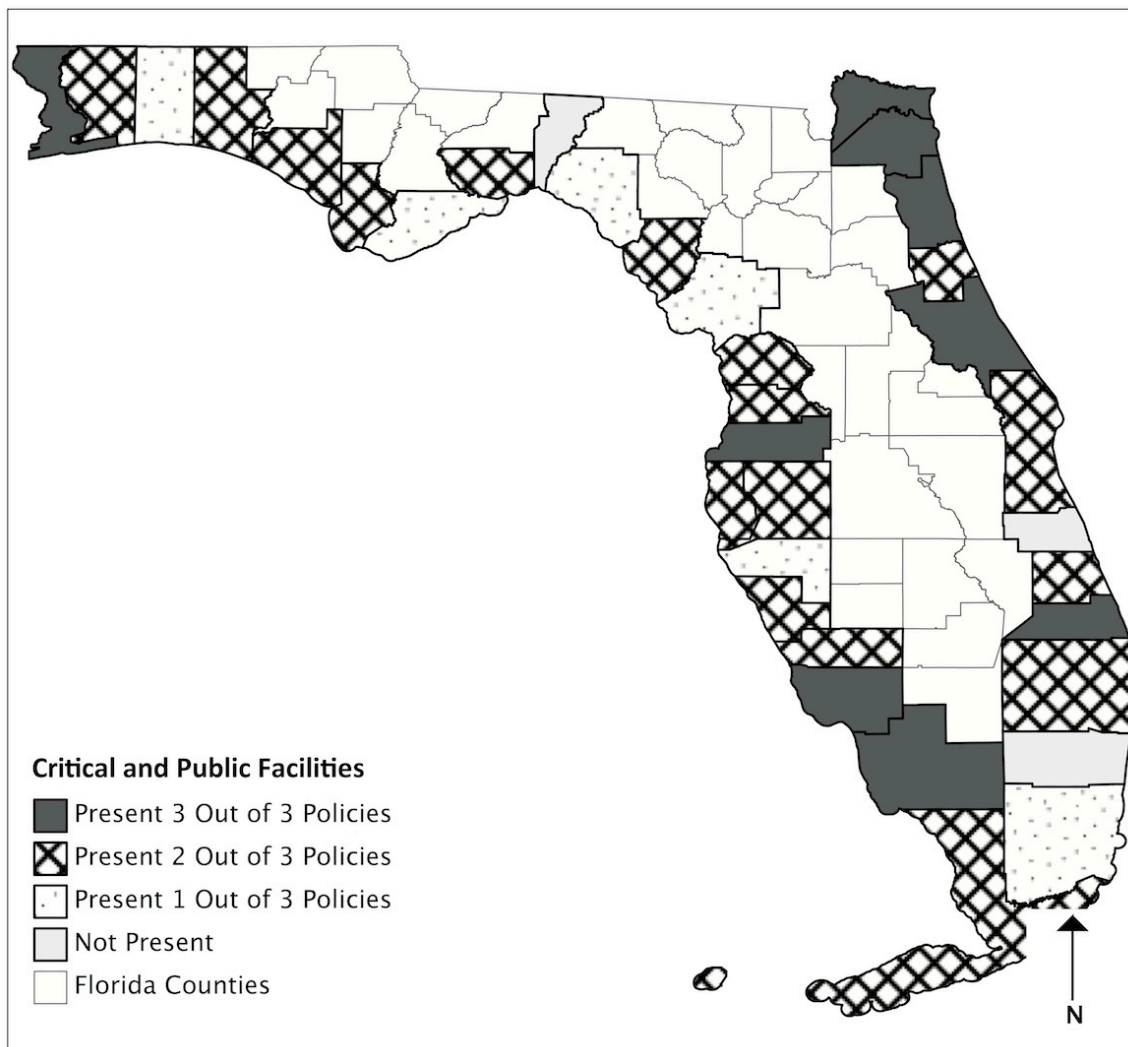 Critical and Public Facilities
Present 3 Out of 3 Policies
Present 2 Out of 3 Policies
Present 1 Out of 3 Policies
Not Present
Florida Counties
N